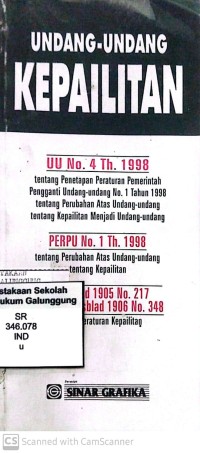 UNDANG-UNDANG
KEPAILITAN
UU No. 4 Th. 1998
tentang Penetapan Peraturan Pemerintah
Pengganti Undang-undang No. 1 Tahun 1998
tentang Perubahan Atas Undang-undang
tentang Kepailitan Menjadi Undang-undang
PERPU No. 1 Th. 1998
tentang Perubahan Atas Undang-undang
tentang Kepailitan
1905 No. 217
1906 No. 348
Peraturan Kepailitan
stakaan Sekolah
ukum Galunggung
SR
346.078
IND
u
Penerbit
SINAR GRAFIKA
CS Scanned with CamScanner